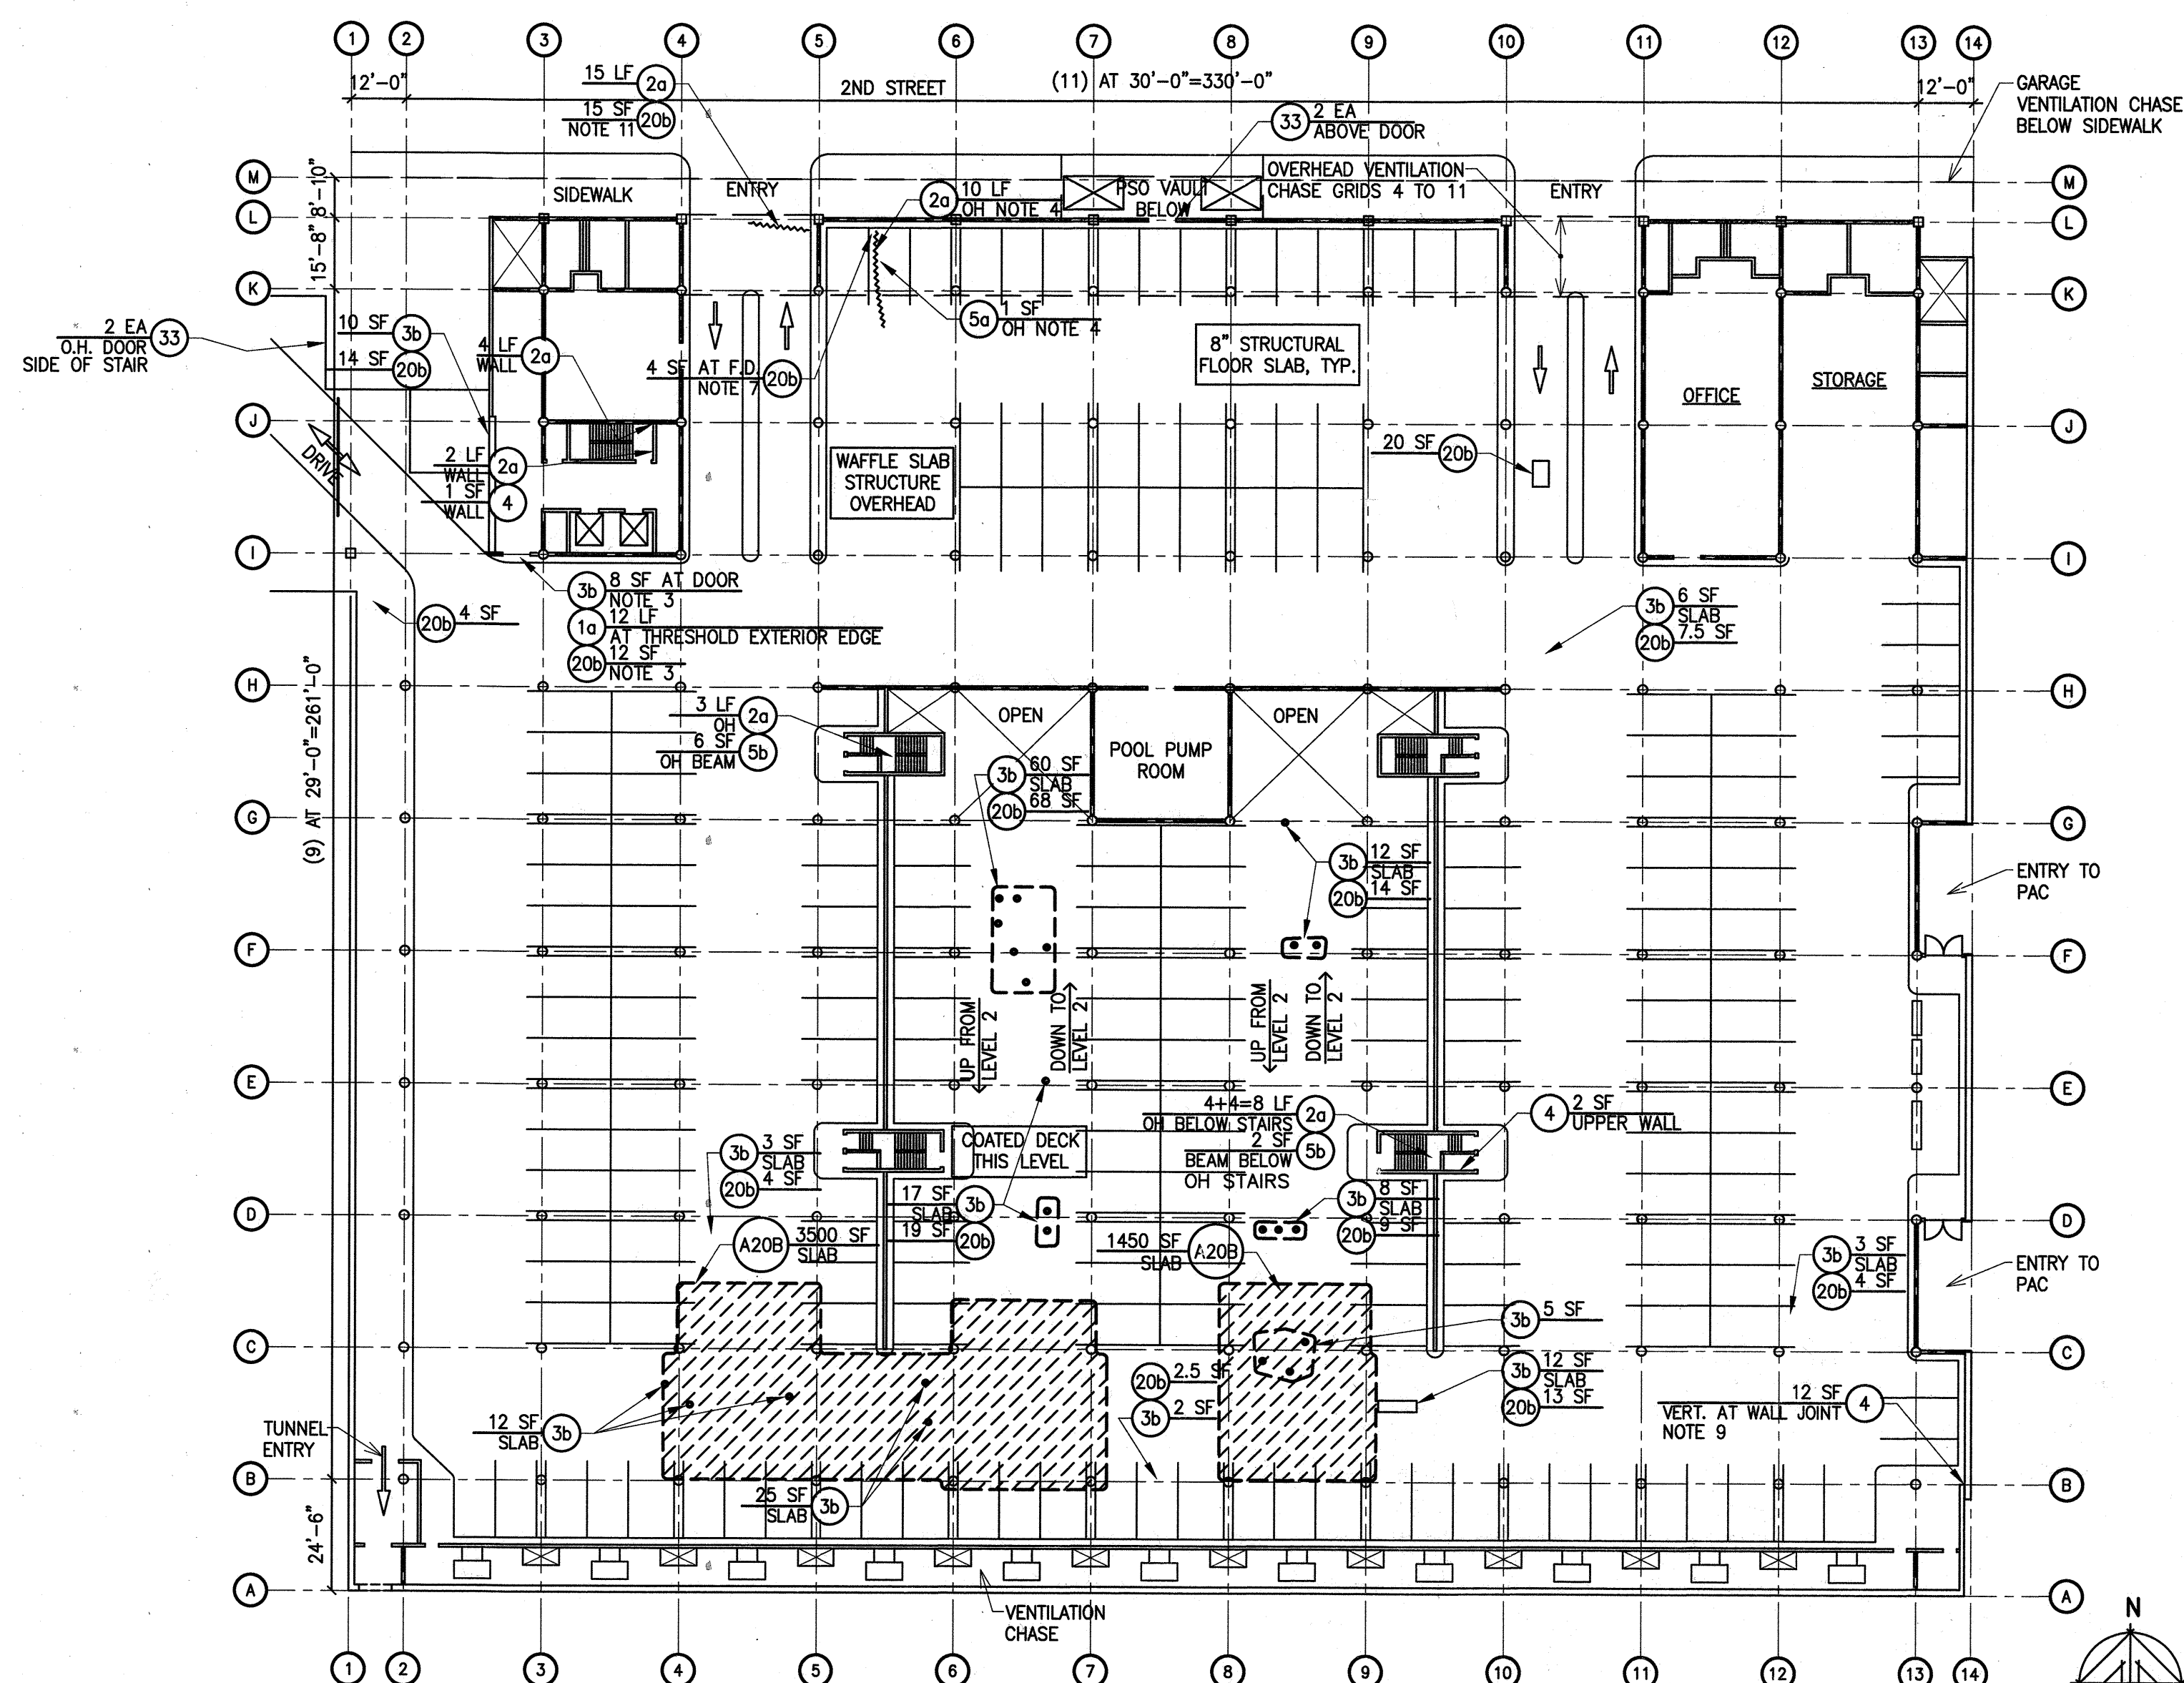 1 2 3 4 5 6 7 8 9 10 11 12 13 14
12'-0"
2ND STREET
(11) AT 30'-0"=330'-0"
12'-0"
GARAGE
VENTILATION CHASE
BELOW SIDEWALK
15 LF 2a
15 SF 20b
NOTE 11
33 2 EA
ABOVE DOOR
M
SIDEWALK
ENTRY
2a 10 LF
OH NOTE 4
PSO VAULT
BELOW
OVERHEAD VENTILATION
CHASE GRIDS 4 TO 11
ENTRY
M
8'-10"
L
L
15'-8"
K
K
2 EA 33
O.H. DOOR
SIDE OF STAIR
10 SF 3b
14 SF 20b
4 LF 2a
WALL
4 SF AT F.D. 20b
NOTE 7
5a 1 SF
OH NOTE 4
8" STRUCTURAL
FLOOR SLAB, TYP.
OFFICE
STORAGE
J
J
DRIVE
2 LF 2a
WALL
1 SF 4
WALL
WAFFLE SLAB
STRUCTURE
OVERHEAD
20 SF 20b
I
I
20b 4 SF
3b 8 SF AT DOOR
NOTE 3
1a 12 LF
AT THRESHOLD EXTERIOR EDGE
20b 12 SF
NOTE 3
3b 6 SF
SLAB
20b 7.5 SF
(9) AT 29'-0"=261'-0"
H
H
3 LF 2a
OH
6 SF 5b
OH BEAM
OPEN
POOL PUMP
ROOM
OPEN
3b 60 SF
SLAB
20b 68 SF
G
G
3b 12 SF
SLAB
20b 14 SF
ENTRY TO
PAC
F
F
UP FROM
LEVEL 2
DOWN TO
LEVEL 2
UP FROM
LEVEL 2
DOWN TO
LEVEL 2
E
E
3b 3 SF
SLAB
20b 4 SF
COATED DECK
THIS LEVEL
4+4=8 LF 2a
OH BELOW STAIRS
2 SF 5b
BEAM BELOW
OH STAIRS
4 2 SF
UPPER WALL
17 SF 3b
SLAB
19 SF 20b
3b 8 SF
SLAB
20b 9 SF
D
D
A20B 3500 SF
SLAB
1450 SF A20B
SLAB
3b 3 SF
SLAB
20b 4 SF
ENTRY TO
PAC
3b 5 SF
C
C
20b 2.5 SF
3b 2 SF
3b 12 SF
SLAB
20b 13 SF
12 SF 4
VERT. AT WALL JOINT
NOTE 9
TUNNEL
ENTRY
12 SF 3b
SLAB
B
B
25 SF 3b
SLAB
24'-6"
A
A
VENTILATION
CHASE
N
1 2 3 4 5 6 7 8 9 10 11 12 13 14